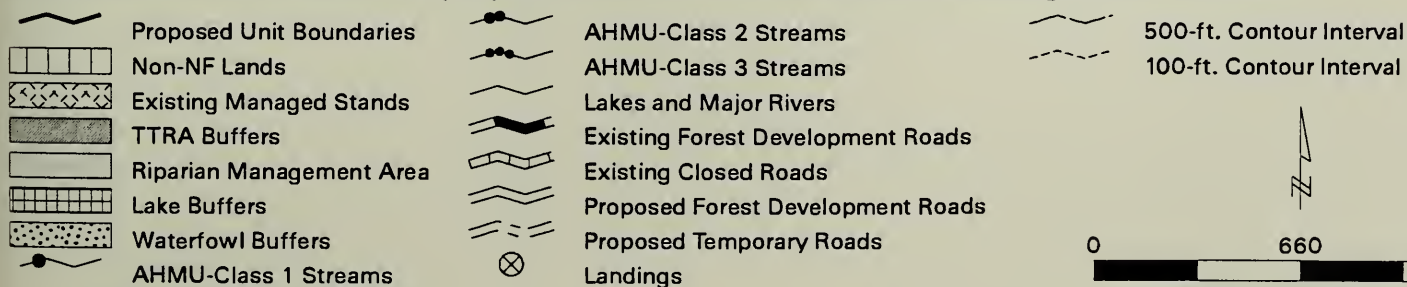 Proposed Unit Boundaries
Non-NF Lands
Existing Managed Stands
TTRA Buffers
Riparian Management Area
Lake Buffers
Waterfowl Buffers
AHMU-Class 1 Streams
AHMU-Class 2 Streams
AHMU-Class 3 Streams
Lakes and Major Rivers
Existing Forest Development Roads
Existing Closed Roads
Proposed Forest Development Roads
Proposed Temporary Roads
Landings
500-ft. Contour Interval
100-ft. Contour Interval
N
0 660